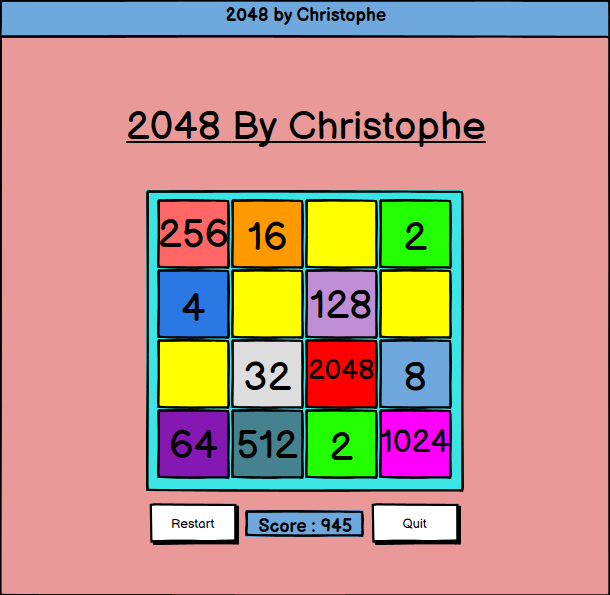 2048 by Christophe
2048 By Christophe
256 16 2
4 128
32 2048 8
64 512 2 1024
Restart Score : 945 Quit